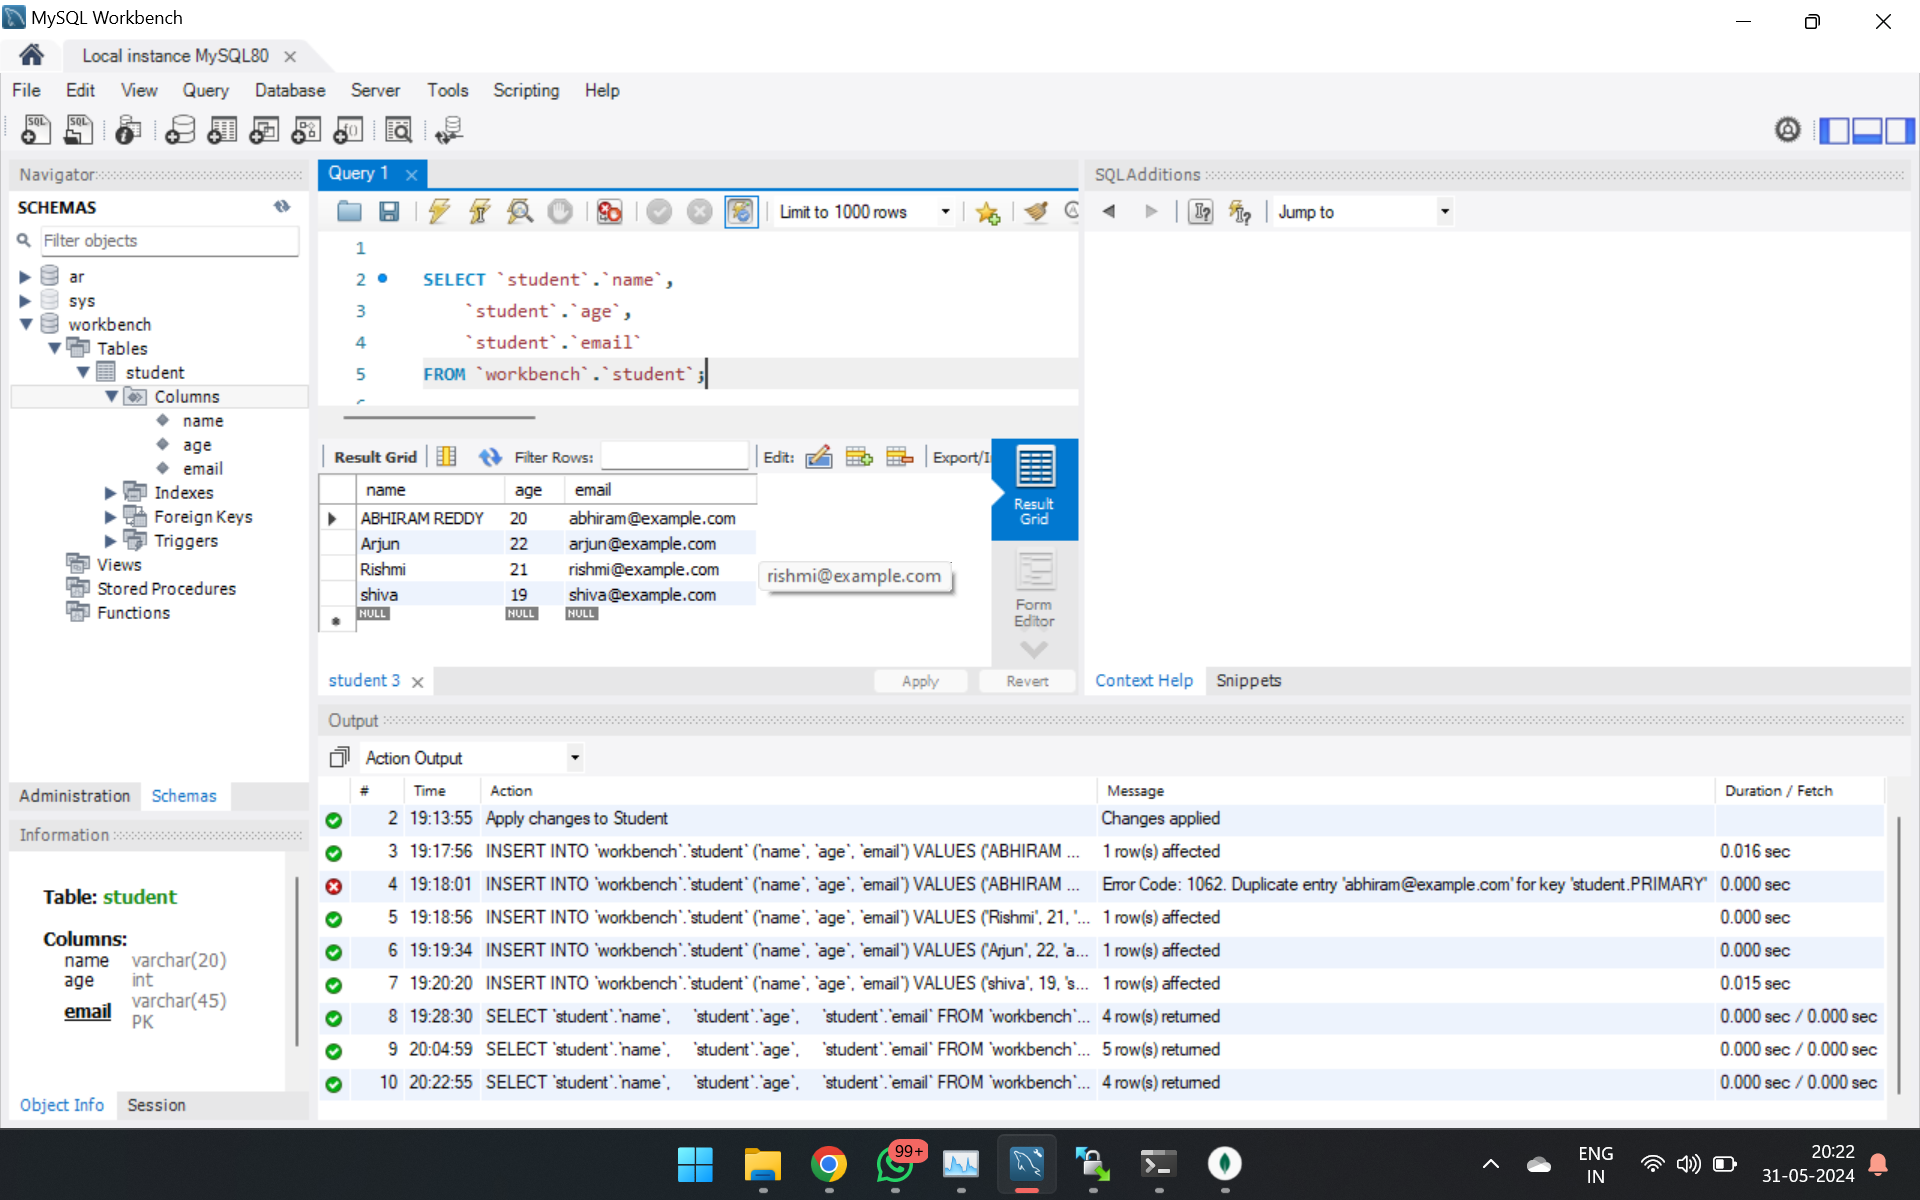 MySQL Workbench
Local instance MySQL80
File Edit View Query Database Server Tools Scripting Help
Navigator
SCHEMAS
Filter objects
ar
sys
workbench
Tables
student
Columns
name
age
email
Indexes
Foreign Keys
Triggers
Views
Stored Procedures
Functions
Administration Schemas
Information
Table: student
Columns:
name varchar(20)
age int
email varchar(45)
PK
Object Info Session
Query 1
Limit to 1000 rows
1
2 SELECT `student`.`name`,
3 `student`.`age`,
4 `student`.`email`
5 FROM `workbench`.`student`;
Result Grid Filter Rows: Edit: Export/I
name age email
ABHIRAM REDDY 20 abhiram@example.com
Arjun 22 arjun@example.com
Rishmi 21 rishmi@example.com
shiva 19 shiva@example.com
NULL NULL NULL
rishmi@example.com
Result
Grid
Form
Editor
student 3 Apply Revert
SQLAdditions
Jump to
Context Help Snippets
Output
Action Output
# Time Action Message Duration / Fetch
2 19:13:55 Apply changes to Student Changes applied
3 19:17:56 INSERT INTO `workbench`.`student` (`name`, `age`, `email`) VALUES ('ABHIRAM ... 1 row(s) affected 0.016 sec
4 19:18:01 INSERT INTO `workbench`.`student` (`name`, `age`, `email`) VALUES ('ABHIRAM ... Error Code: 1062. Duplicate entry 'abhiram@example.com' for key 'student.PRIMARY' 0.000 sec
5 19:18:56 INSERT INTO `workbench`.`student` (`name`, `age`, `email`) VALUES ('Rishmi', 21, '... 1 row(s) affected 0.000 sec
6 19:19:34 INSERT INTO `workbench`.`student` (`name`, `age`, `email`) VALUES ('Arjun', 22, 'a... 1 row(s) affected 0.000 sec
7 19:20:20 INSERT INTO `workbench`.`student` (`name`, `age`, `email`) VALUES ('shiva', 19, 's... 1 row(s) affected 0.015 sec
8 19:28:30 SELECT `student`.`name`, `student`.`age`, `student`.`email` FROM `workbench`... 4 row(s) returned 0.000 sec / 0.000 sec
9 20:04:59 SELECT `student`.`name`, `student`.`age`, `student`.`email` FROM `workbench`... 5 row(s) returned 0.000 sec / 0.000 sec
10 20:22:55 SELECT `student`.`name`, `student`.`age`, `student`.`email` FROM `workbench`... 4 row(s) returned 0.000 sec / 0.000 sec
99+
ENG
IN
20:22
31-05-2024